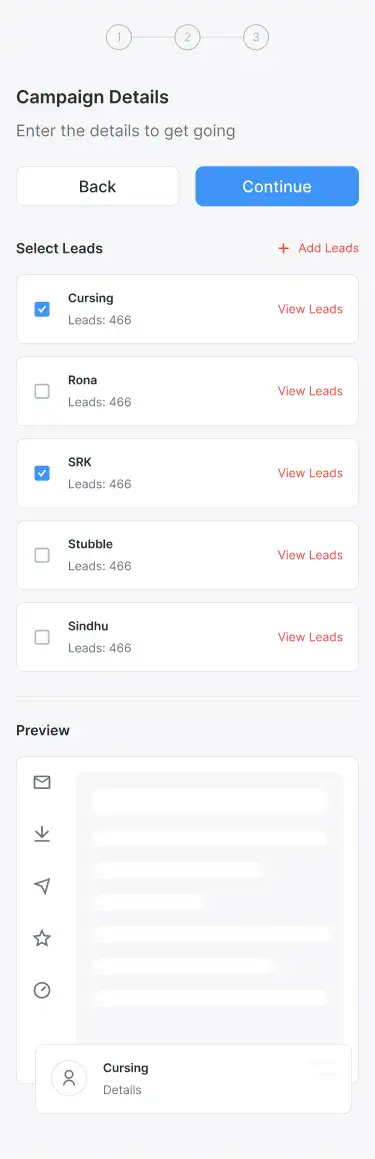 1 2 3
Campaign Details
Enter the details to get going
Back Continue
Select Leads + Add Leads
Cursing
Leads: 466
View Leads
Rona
Leads: 466
View Leads
SRK
Leads: 466
View Leads
Stubble
Leads: 466
View Leads
Sindhu
Leads: 466
View Leads
Preview
Cursing
Details